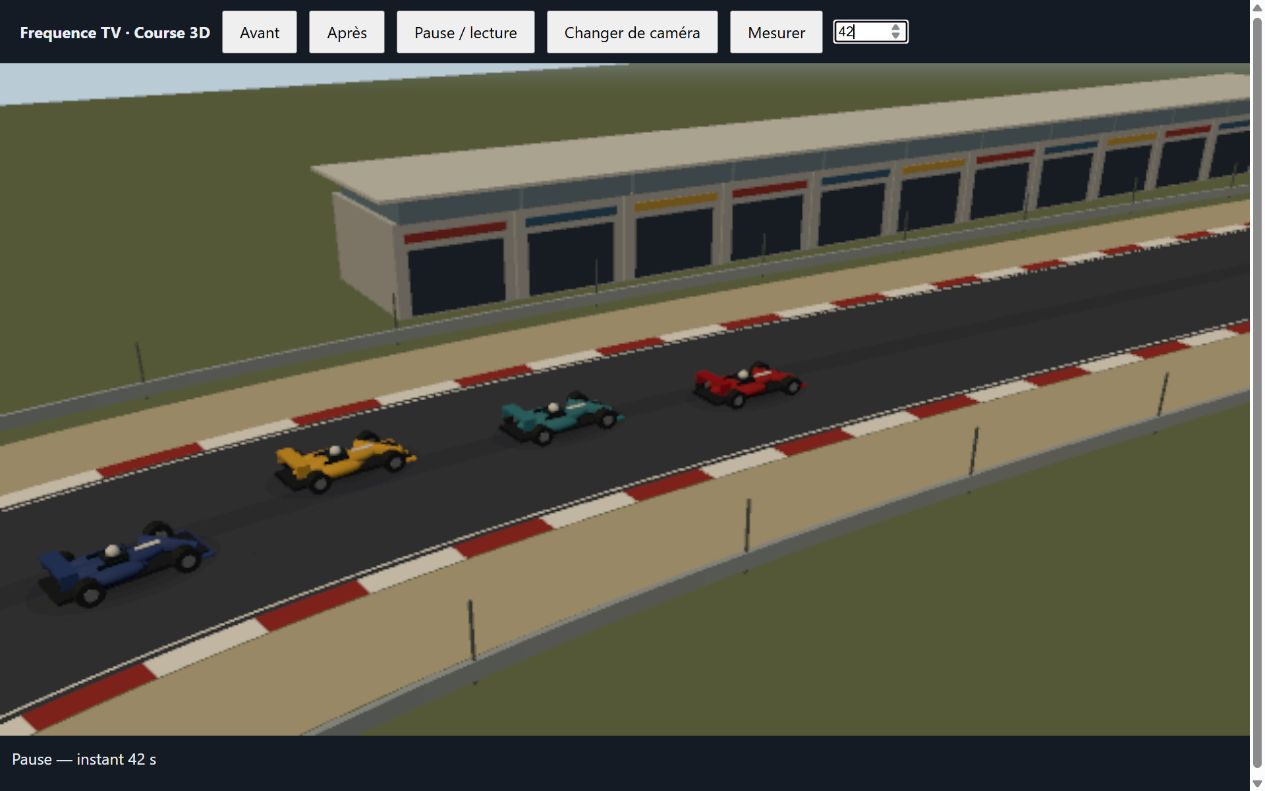 Frequence TV · Course 3D Avant Après Pause / lecture Changer de caméra Mesurer 42
Pause — instant 42 s